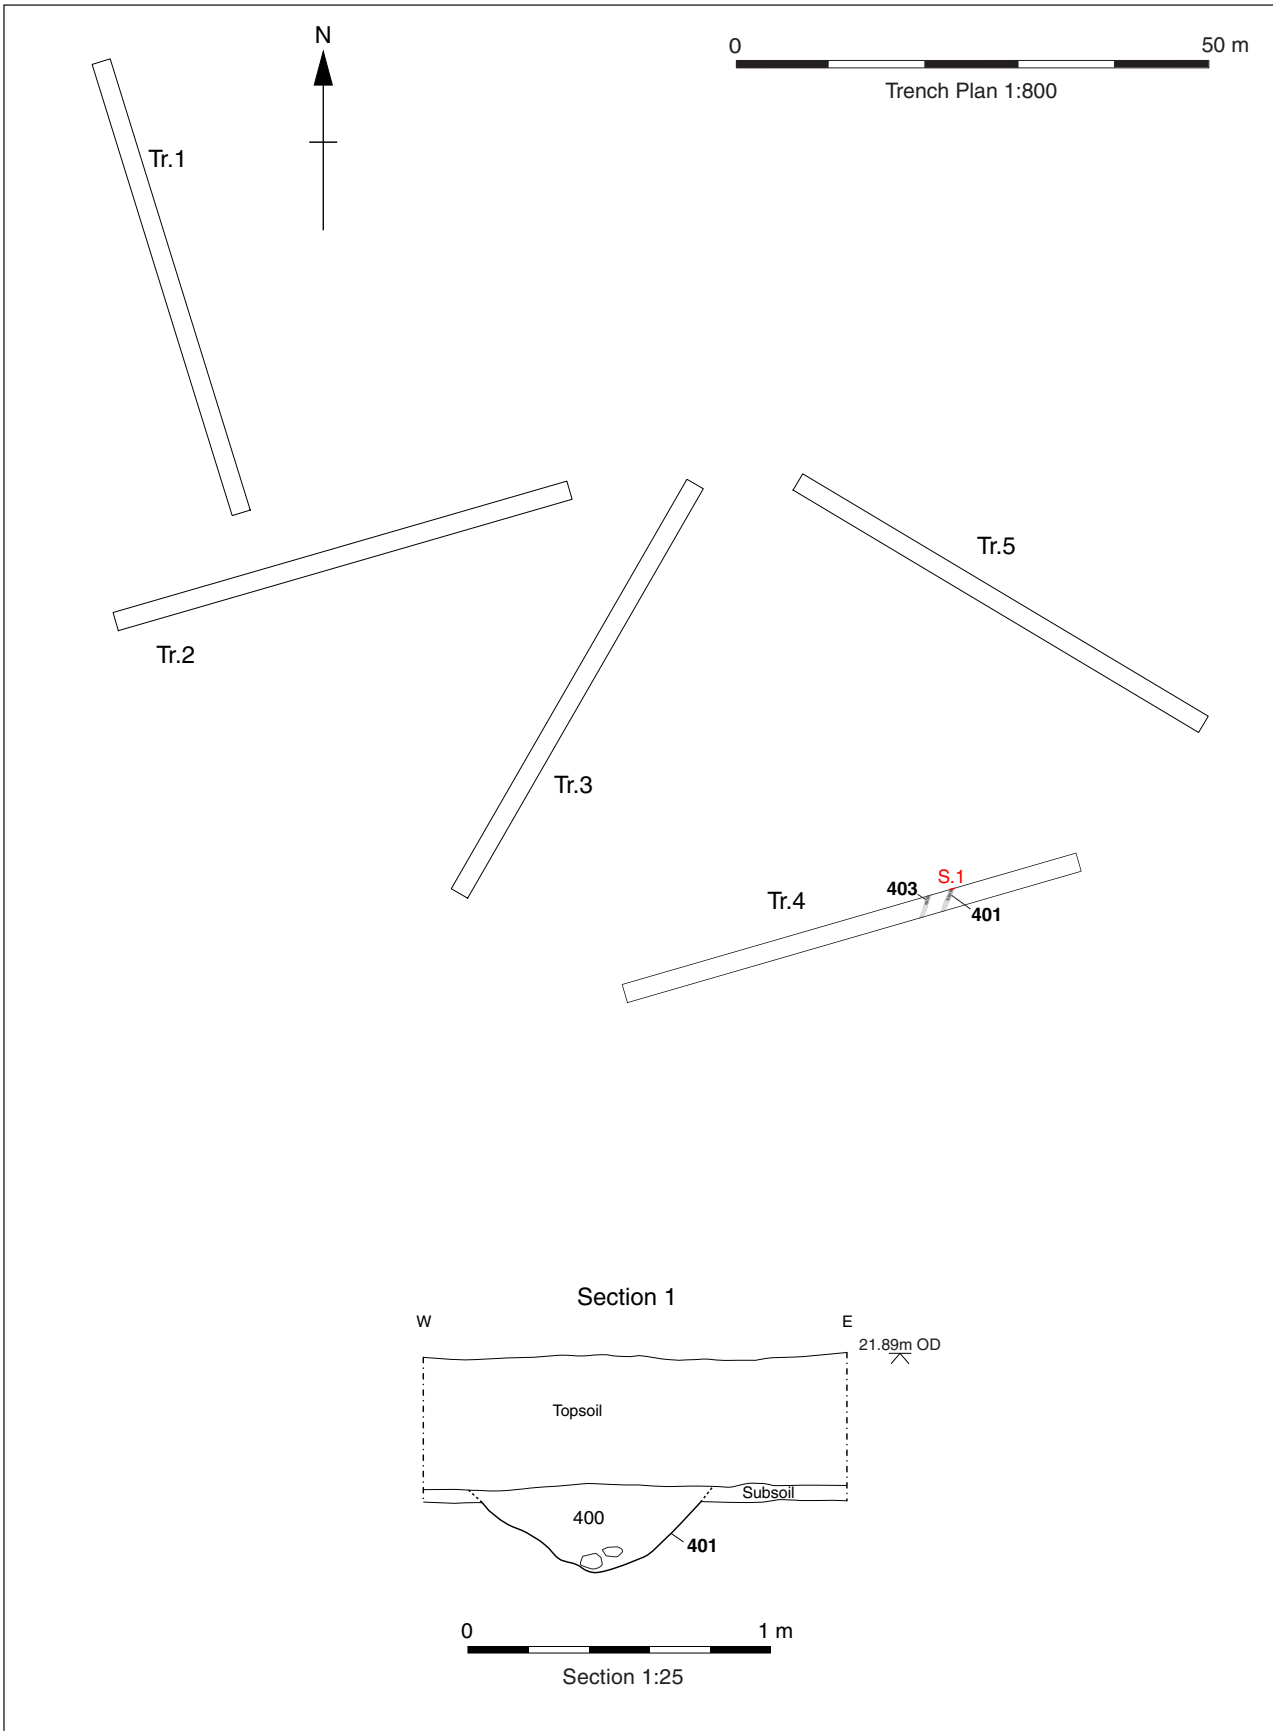 N
0 50 m
Trench Plan 1:800
Tr.1
Tr.2
Tr.3
Tr.5
Tr.4
S.1
403
401
Section 1
W E
21.89m OD
Topsoil
Subsoil
400
401
0 1 m
Section 1:25